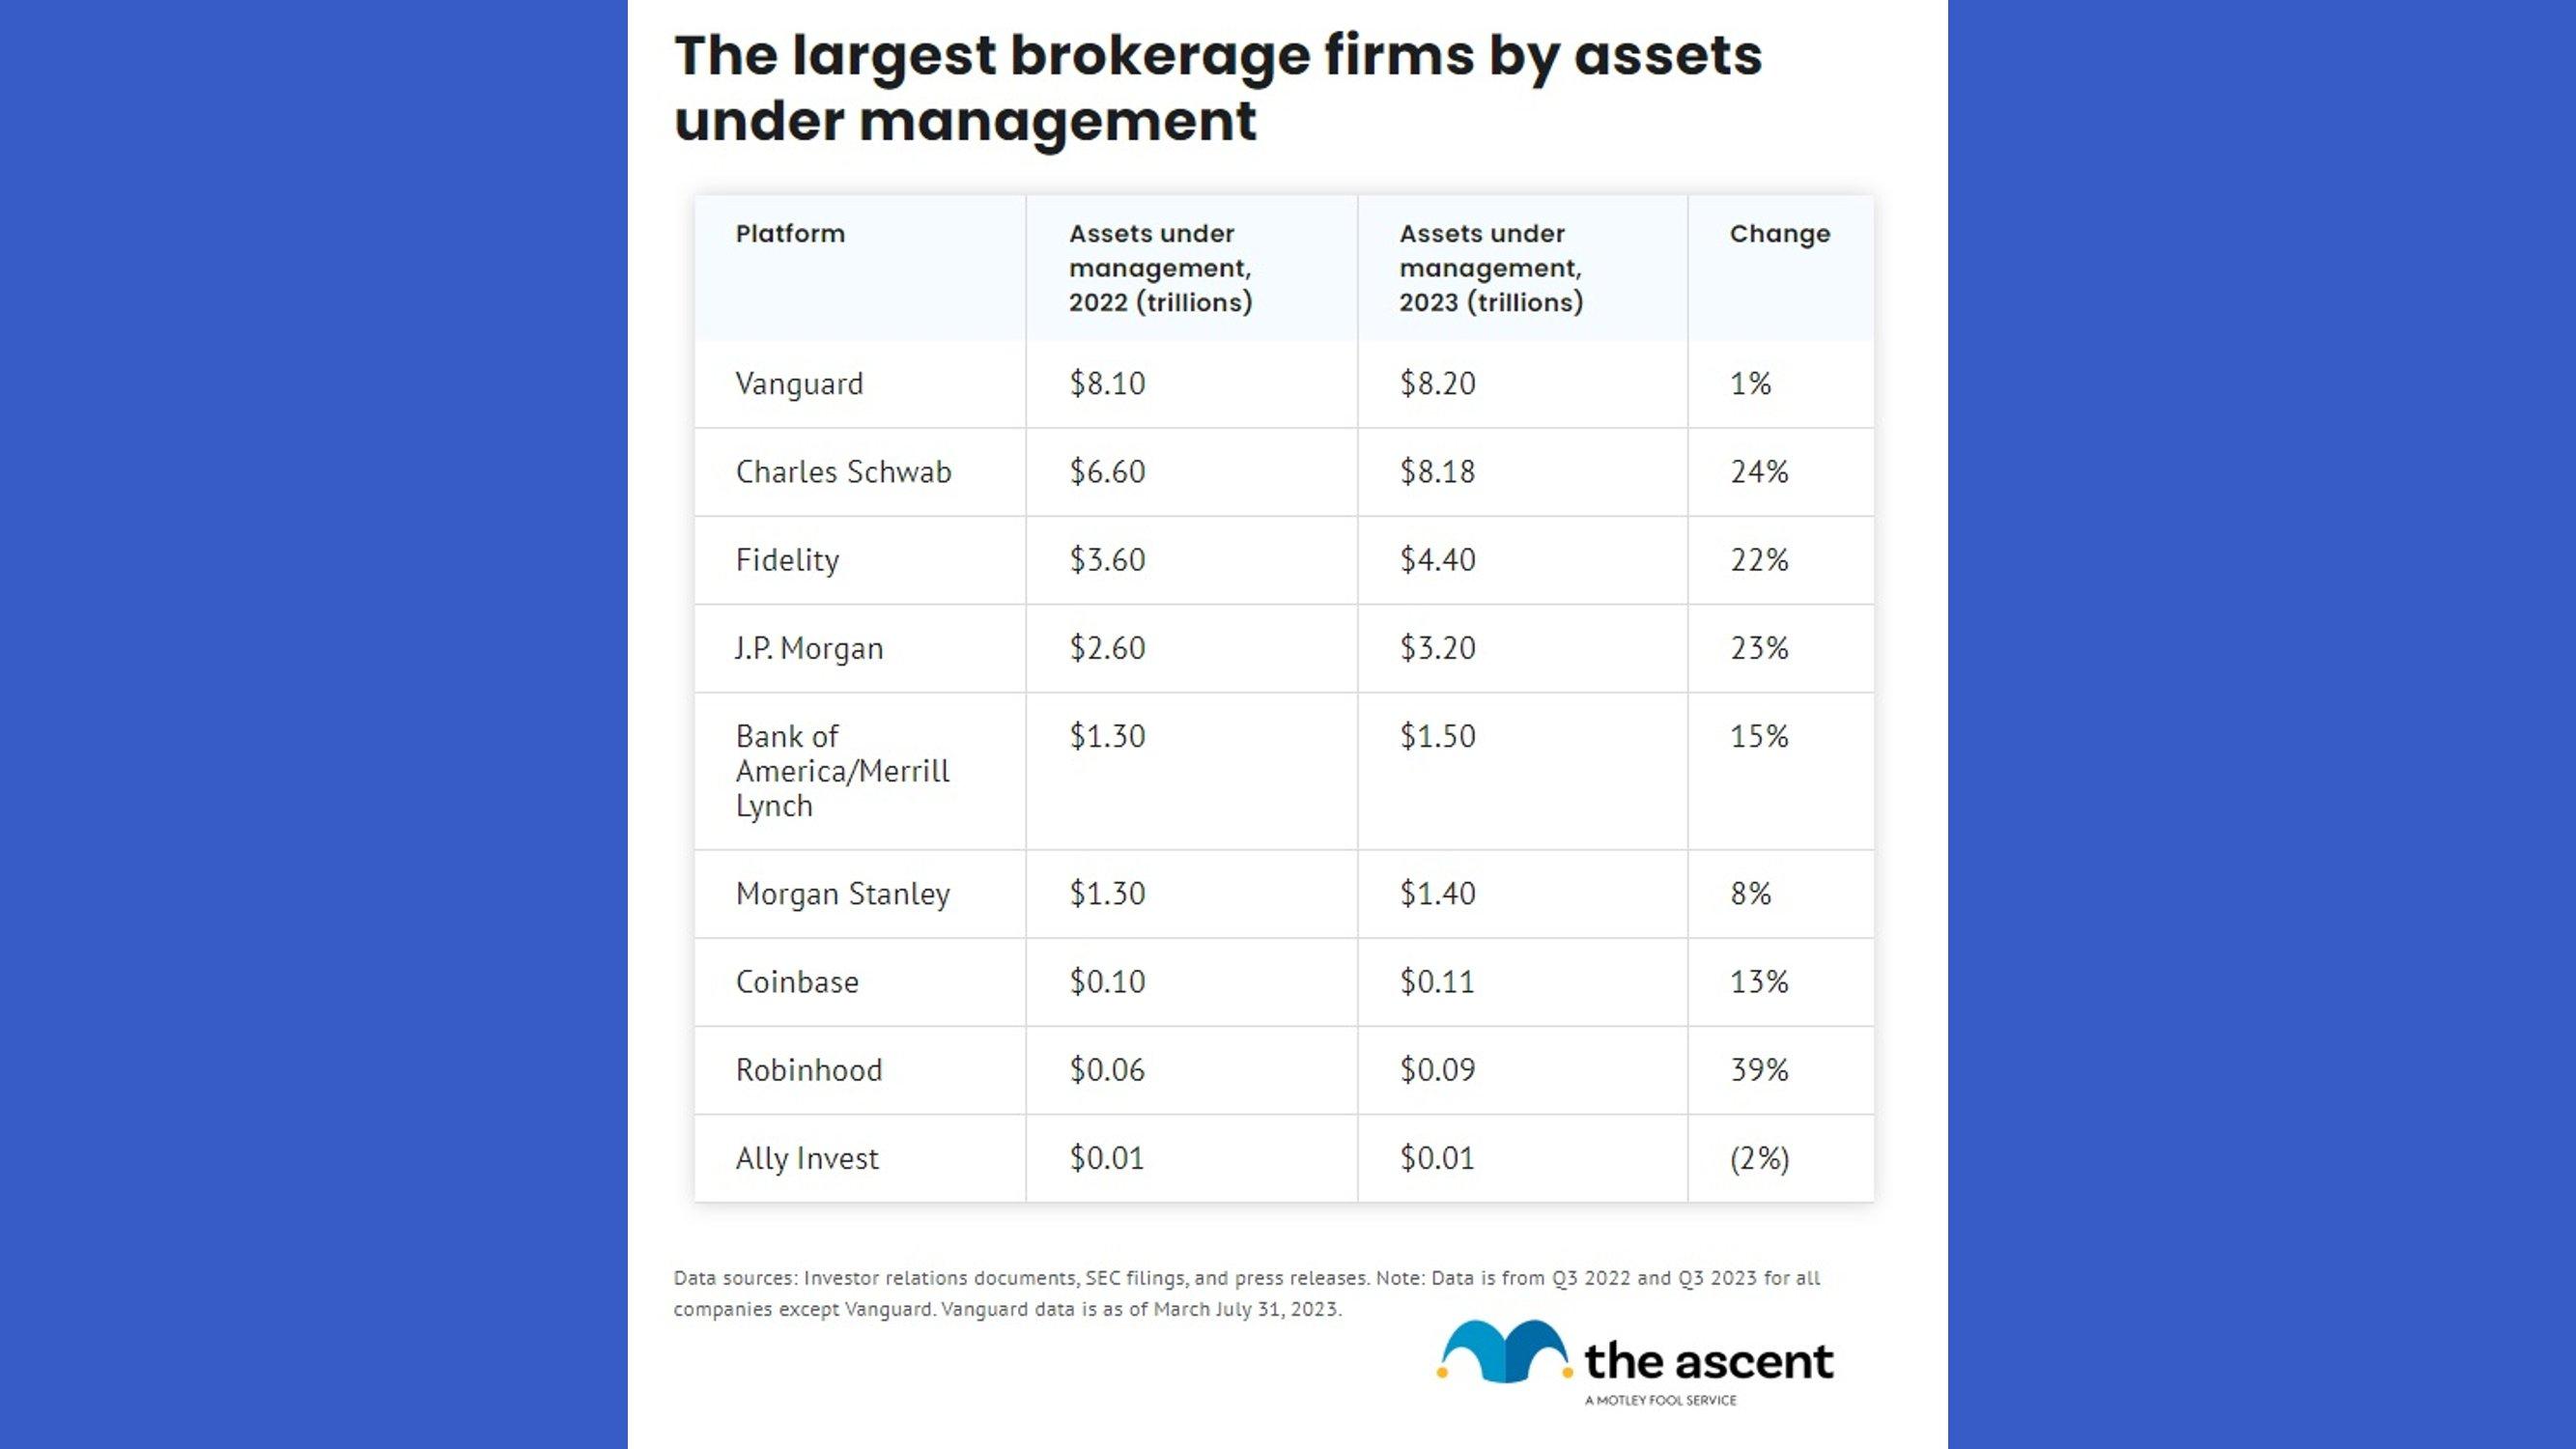 The largest brokerage firms by assets
under management
Platform
Assets under
management,
2022 (trillions)
Assets under
management,
2023 (trillions)
Change
Vanguard $8.10 $8.20 1%
Charles Schwab $6.60 $8.18 24%
Fidelity $3.60 $4.40 22%
J.P. Morgan $2.60 $3.20 23%
Bank of
America/Merrill
Lynch
$1.30 $1.50 15%
Morgan Stanley $1.30 $1.40 8%
Coinbase $0.10 $0.11 13%
Robinhood $0.06 $0.09 39%
Ally Invest $0.01 $0.01 (2%)
Data sources: Investor relations documents, SEC filings, and press releases. Note: Data is from Q3 2022 and Q3 2023 for all
companies except Vanguard. Vanguard data is as of March July 31, 2023.
the ascent
A MOTLEY FOOL SERVICE